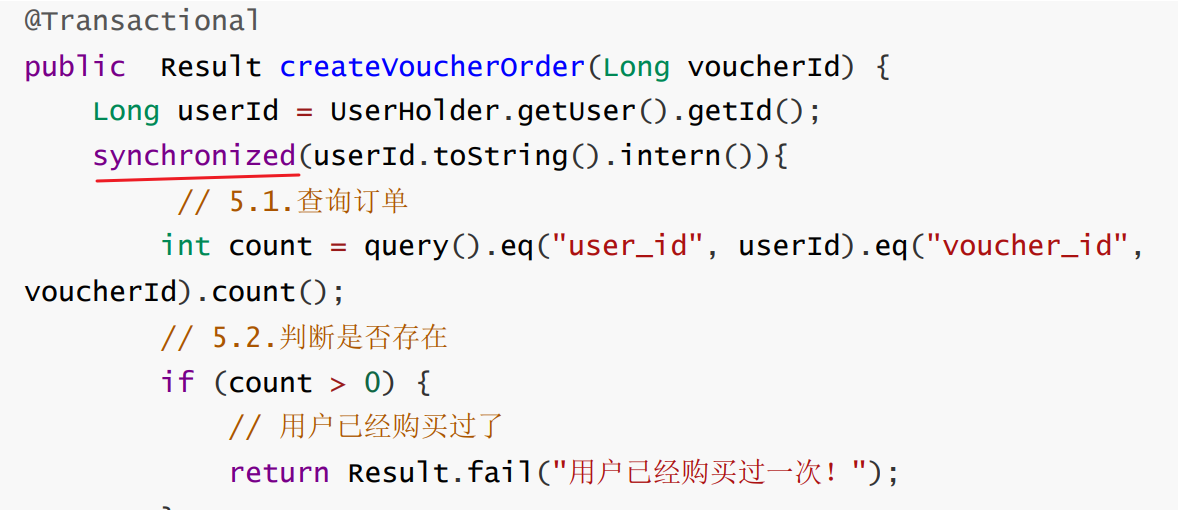 @Transactional
public  Result createVoucherOrder(Long voucherId) {
    Long userId = UserHolder.getUser().getId();
    synchronized(userId.toString().intern()){
         // 5.1.查询订单
        int count = query().eq("user_id", userId).eq("voucher_id",
voucherId).count();
        // 5.2.判断是否存在
        if (count > 0) {
            // 用户已经购买过了
            return Result.fail("用户已经购买过一次！");